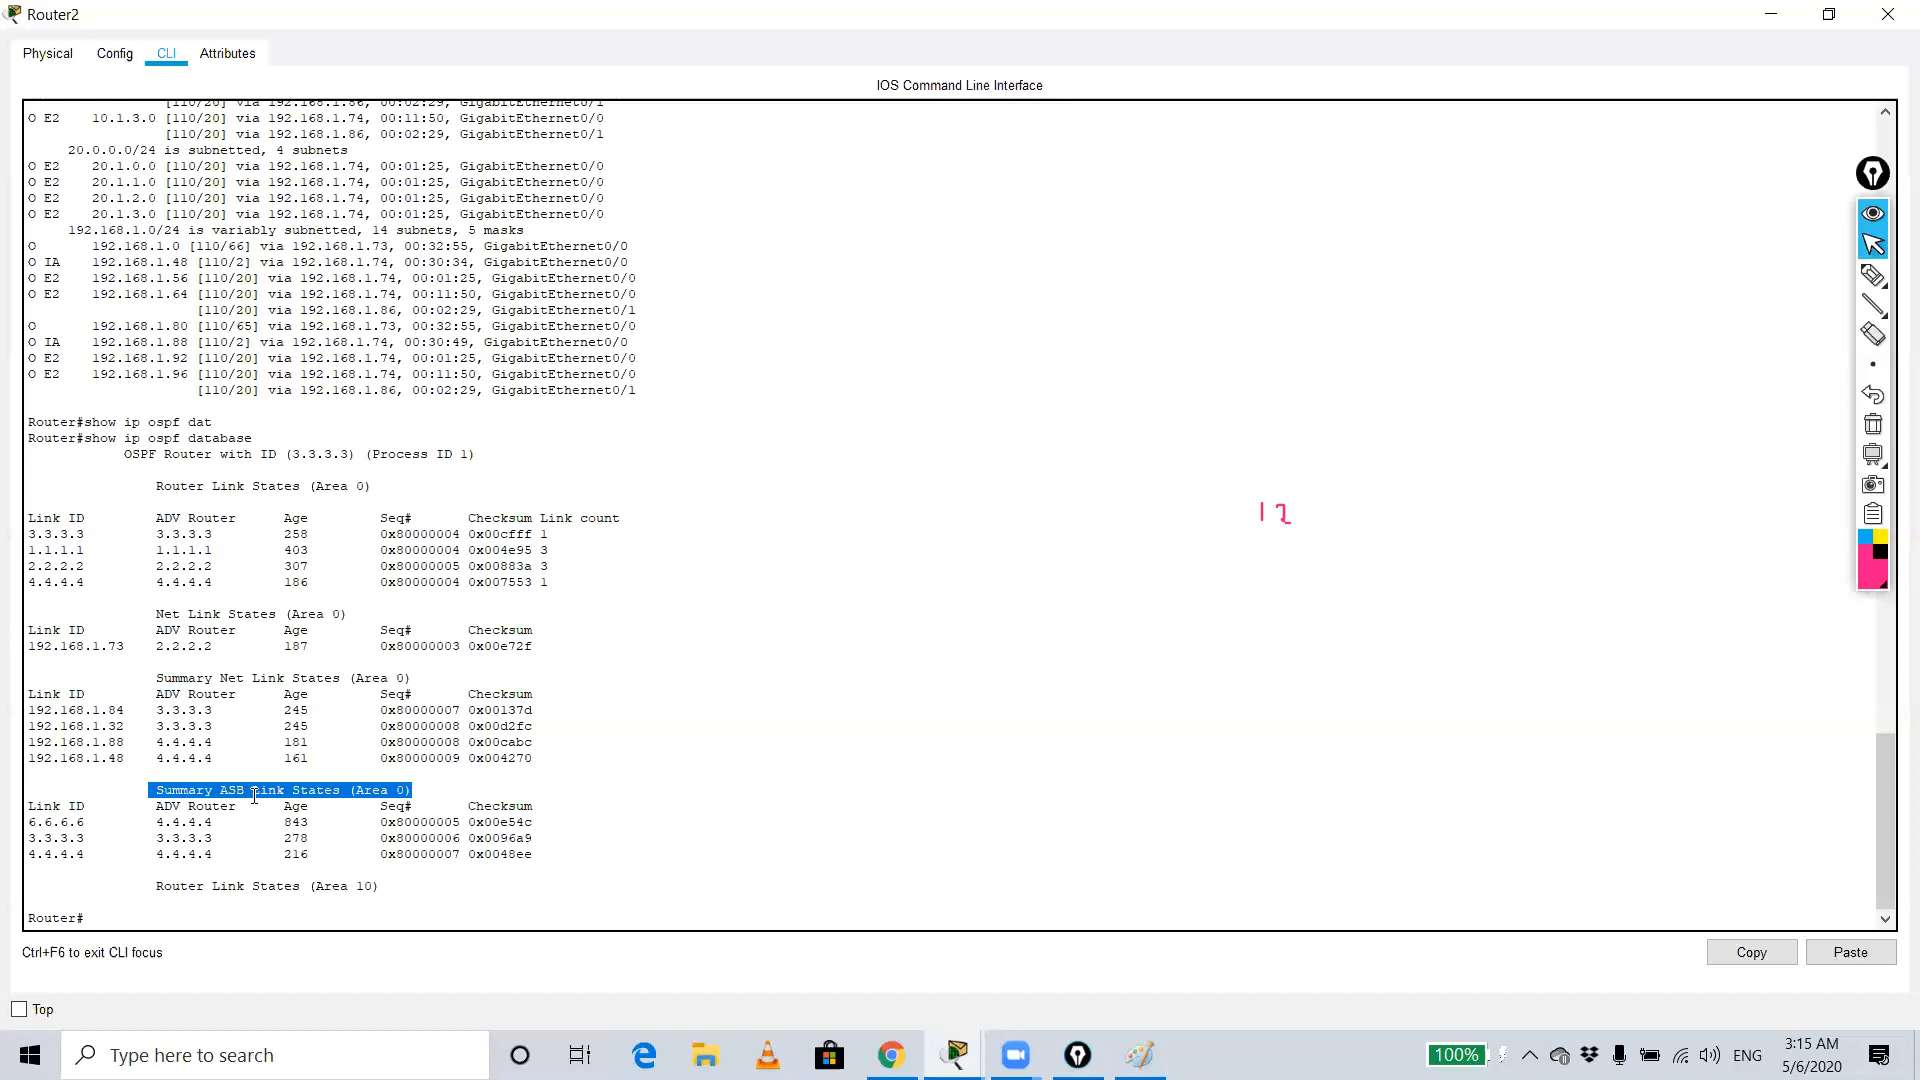 Router2
Physical Config CLI Attributes
IOS Command Line Interface
[110/20] via 192.168.1.86, 00:02:29, GigabitEthernet0/1
O E2 10.1.3.0 [110/20] via 192.168.1.74, 00:11:50, GigabitEthernet0/0
[110/20] via 192.168.1.86, 00:02:29, GigabitEthernet0/1
20.0.0.0/24 is subnetted, 4 subnets
O E2 20.1.0.0 [110/20] via 192.168.1.74, 00:01:25, GigabitEthernet0/0
O E2 20.1.1.0 [110/20] via 192.168.1.74, 00:01:25, GigabitEthernet0/0
O E2 20.1.2.0 [110/20] via 192.168.1.74, 00:01:25, GigabitEthernet0/0
O E2 20.1.3.0 [110/20] via 192.168.1.74, 00:01:25, GigabitEthernet0/0
192.168.1.0/24 is variably subnetted, 14 subnets, 5 masks
O 192.168.1.0 [110/66] via 192.168.1.73, 00:32:55, GigabitEthernet0/0
O IA 192.168.1.48 [110/2] via 192.168.1.74, 00:30:34, GigabitEthernet0/0
O E2 192.168.1.56 [110/20] via 192.168.1.74, 00:01:25, GigabitEthernet0/0
O E2 192.168.1.64 [110/20] via 192.168.1.74, 00:11:50, GigabitEthernet0/0
[110/20] via 192.168.1.86, 00:02:29, GigabitEthernet0/1
O 192.168.1.80 [110/65] via 192.168.1.73, 00:32:55, GigabitEthernet0/0
O IA 192.168.1.88 [110/2] via 192.168.1.74, 00:30:49, GigabitEthernet0/0
O E2 192.168.1.92 [110/20] via 192.168.1.74, 00:01:25, GigabitEthernet0/0
O E2 192.168.1.96 [110/20] via 192.168.1.74, 00:11:50, GigabitEthernet0/0
[110/20] via 192.168.1.86, 00:02:29, GigabitEthernet0/1
Router#show ip ospf dat
Router#show ip ospf database
OSPF Router with ID (3.3.3.3) (Process ID 1)
Router Link States (Area 0)
Link ID ADV Router Age Seq# Checksum Link count
3.3.3.3 3.3.3.3 258 0x80000004 0x00cfff 1
1.1.1.1 1.1.1.1 403 0x80000004 0x004e95 3
2.2.2.2 2.2.2.2 307 0x80000005 0x00883a 3
4.4.4.4 4.4.4.4 186 0x80000004 0x007553 1
12
Net Link States (Area 0)
Link ID ADV Router Age Seq# Checksum
192.168.1.73 2.2.2.2 187 0x80000003 0x00e72f
Summary Net Link States (Area 0)
Link ID ADV Router Age Seq# Checksum
192.168.1.84 3.3.3.3 245 0x80000007 0x00137d
192.168.1.32 3.3.3.3 245 0x80000008 0x00d2fc
192.168.1.88 4.4.4.4 181 0x80000008 0x00cabc
192.168.1.48 4.4.4.4 161 0x80000009 0x004270
Summary ASB Link States (Area 0)
Link ID ADV Router Age Seq# Checksum
6.6.6.6 4.4.4.4 843 0x80000005 0x00e54c
3.3.3.3 3.3.3.3 278 0x80000006 0x0096a9
4.4.4.4 4.4.4.4 216 0x80000007 0x0048ee
Router Link States (Area 10)
Router#
Ctrl+F6 to exit CLI focus
Copy Paste
Top
Type here to search
100%
ENG
3:15 AM
5/6/2020